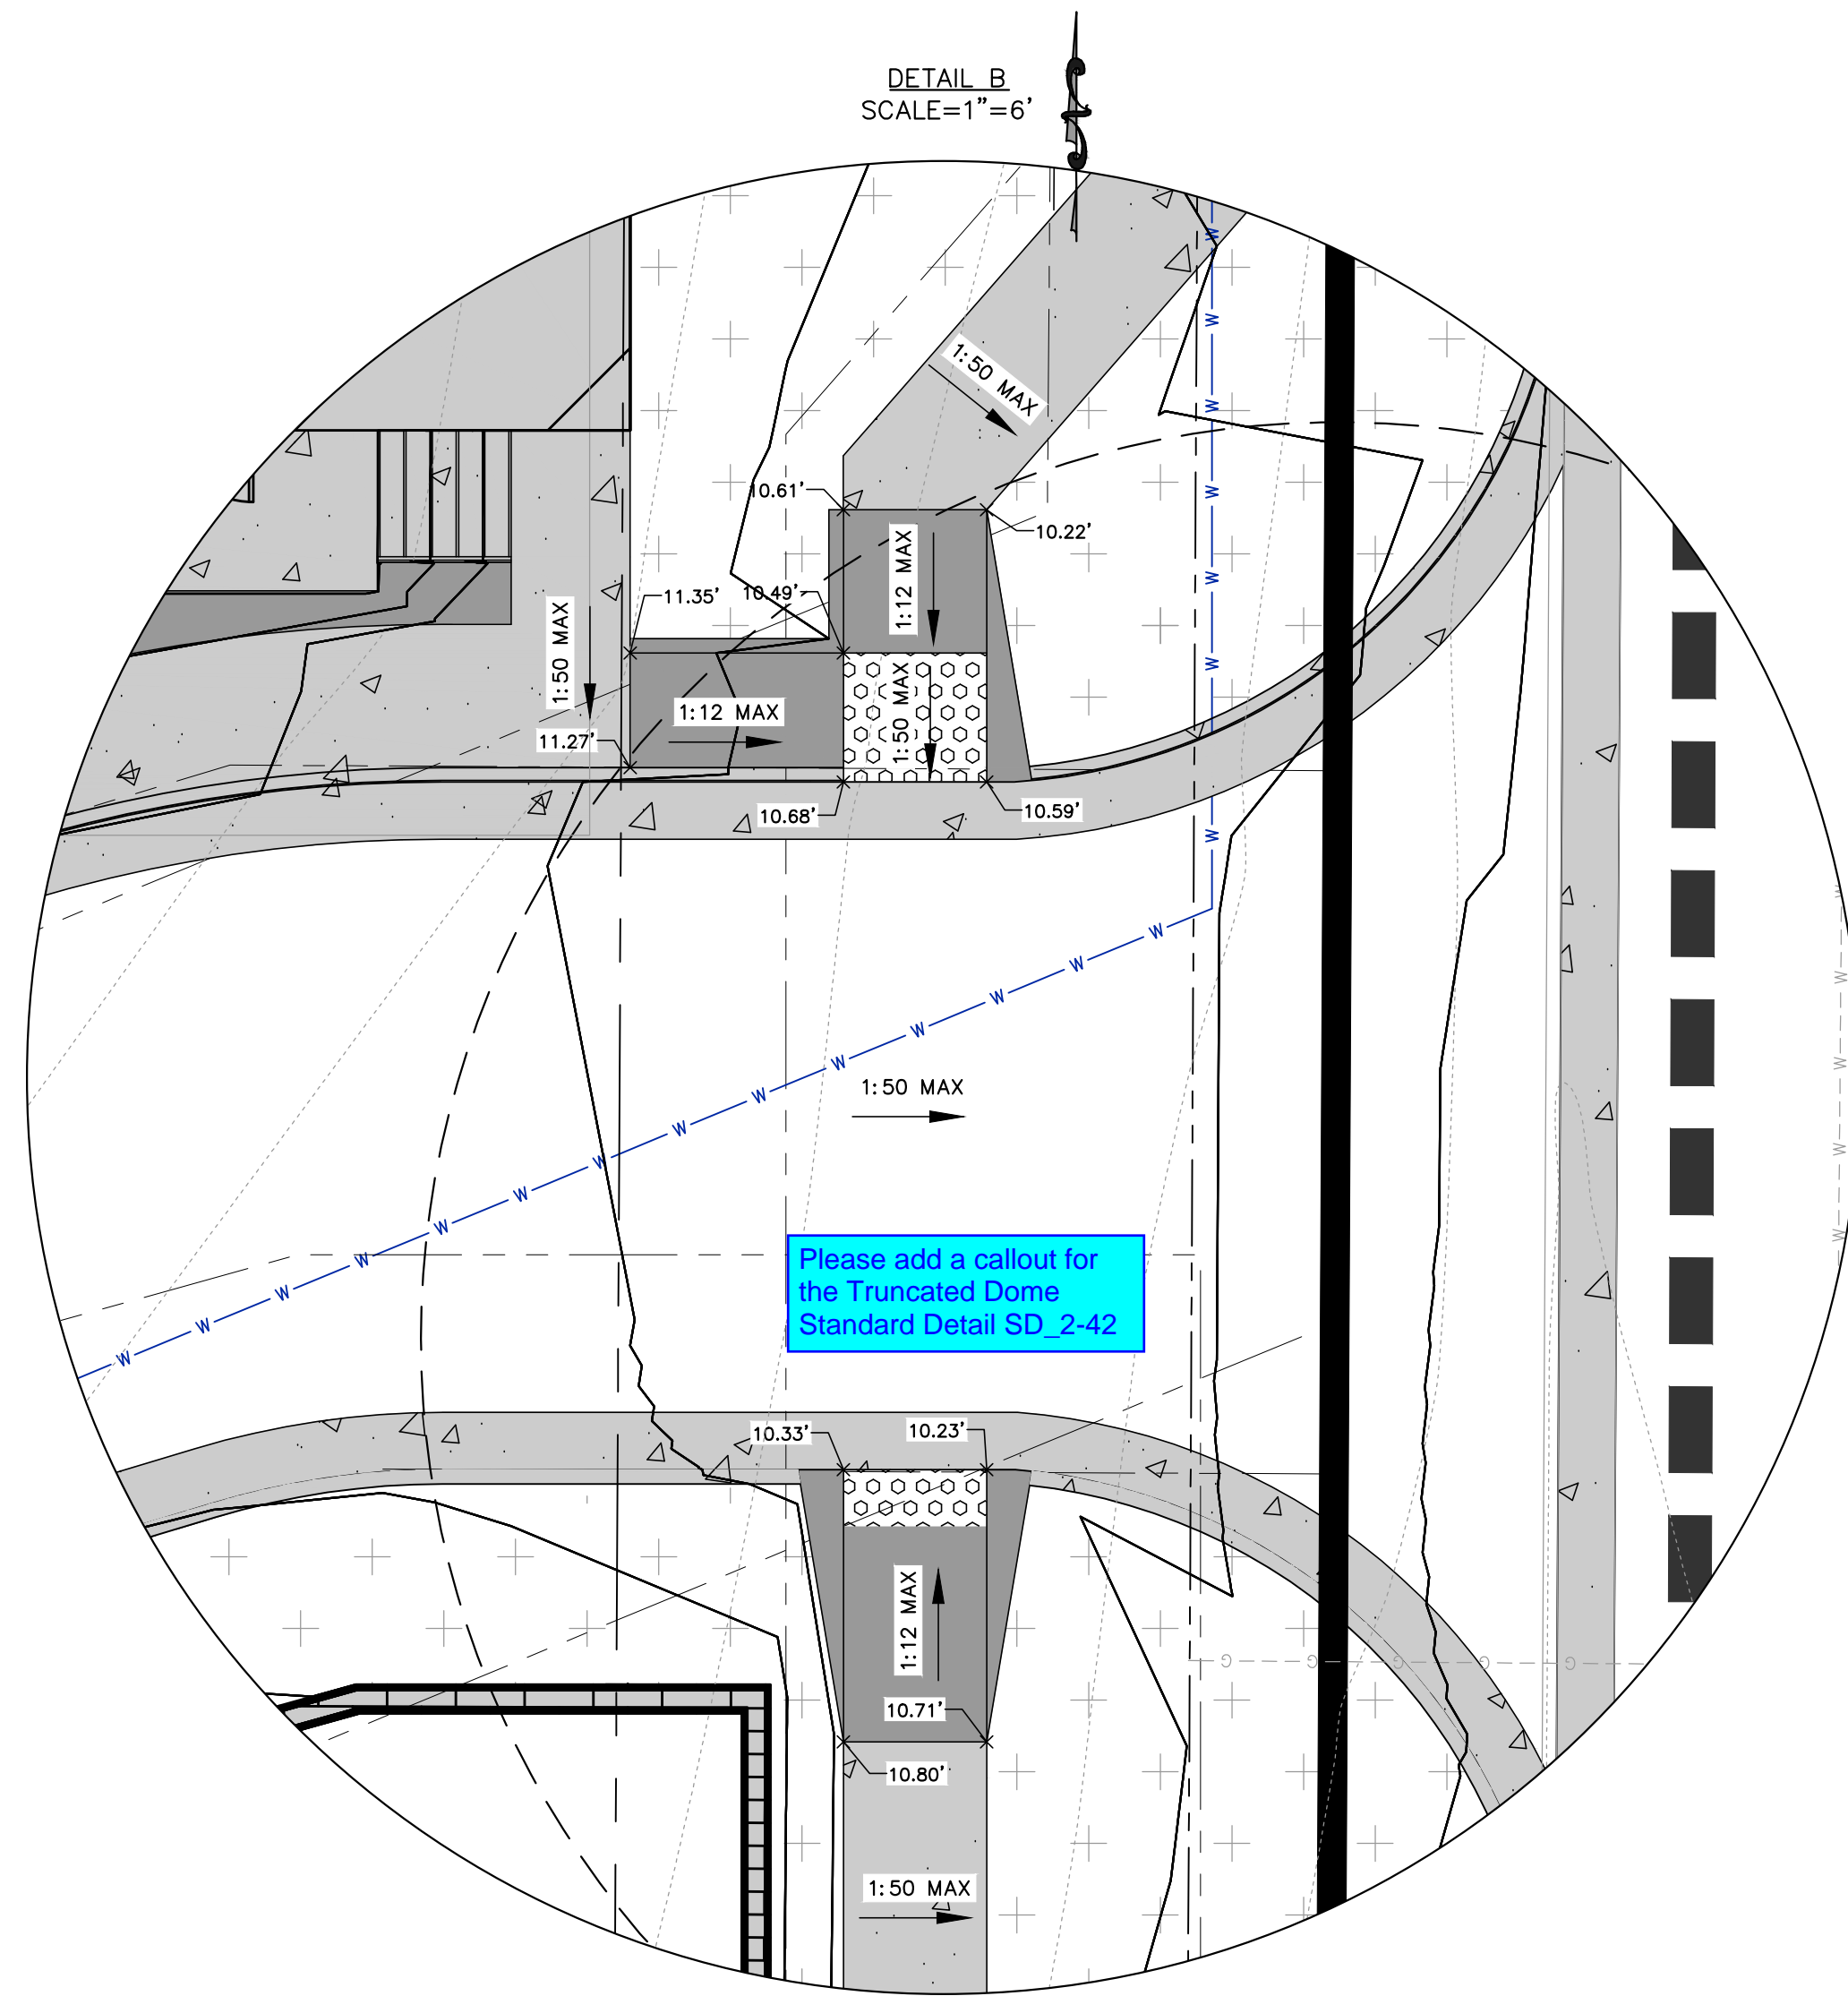 DETAIL B
SCALE=1"=6'
W
W
1:50 MAX
W
10.61'
W
10.22'
1:12 MAX
W
11.35'
10.49'
1:50 MAX
W
1:50 MAX
1:12 MAX
11.27'
10.68'
10.59'
W
W
W
W
W
W
W
1:50 MAX
W
W
W
W
W
W
W
W
W
W
Please add a callout for
the Truncated Dome
Standard Detail SD_2-42
W
W
W
W
10.33'
10.23'
1:12 MAX
G G G G G
10.71'
10.80'
1:50 MAX